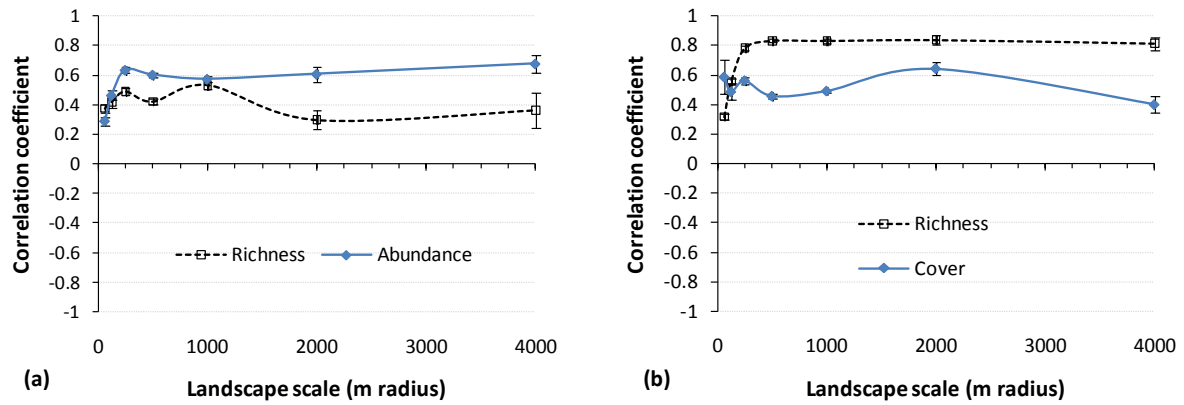 1
0.8
0.6
0.4
0.2
0
-0.2
-0.4
-0.6
-0.8
-1
Correlation coefficient
Richness Abundance
0 1000 2000 3000 4000
Landscape scale (m radius)
(a)
1
0.8
0.6
0.4
0.2
0
-0.2
-0.4
-0.6
-0.8
-1
Correlation coefficient
Richness
Cover
0 1000 2000 3000 4000
Landscape scale (m radius)
(b)